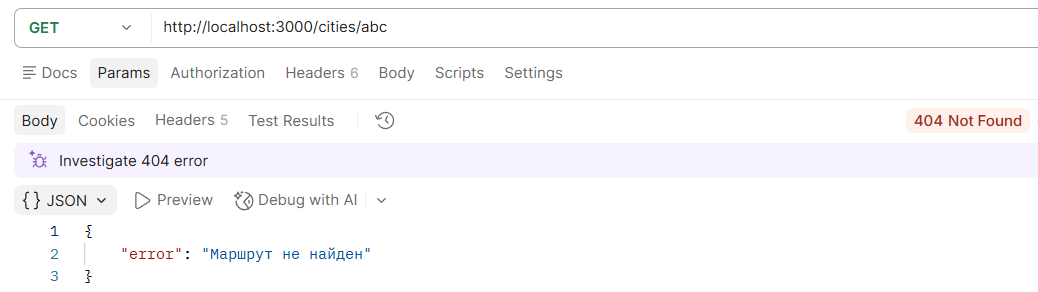 GET http://localhost:3000/cities/abc
Docs Params Authorization Headers 6 Body Scripts Settings
Body Cookies Headers 5 Test Results 404 Not Found
Investigate 404 error
{} JSON Preview Debug with AI
1 {
2 "error": "Маршрут не найден"
3 }